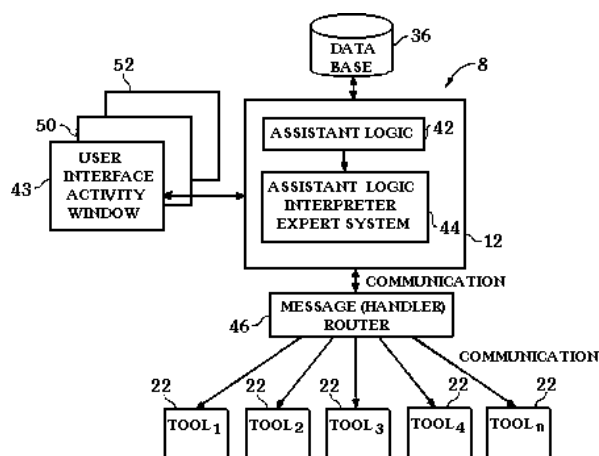 DATA
BASE
36
8
52
50
43
USER
INTERFACE
ACTIVITY
WINDOW
ASSISTANT LOGIC
42
ASSISTANT LOGIC
INTERPRETER
EXPERT SYSTEM
44
12
COMMUNICATION
MESSAGE (HANDLER)
ROUTER
46
COMMUNICATION
22 22 22 22 22
TOOL1 TOOL2 TOOL3 TOOL4 TOOLn